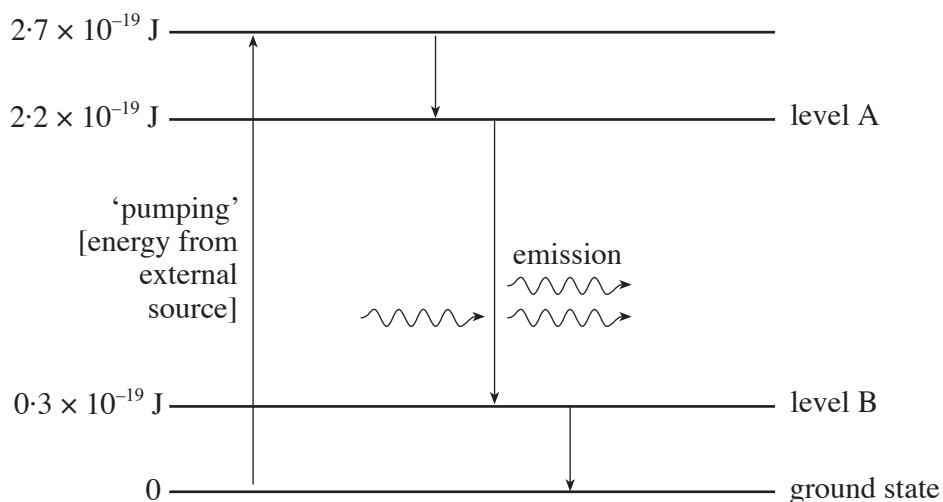 2·7 × 10⁻¹⁹ J
2·2 × 10⁻¹⁹ J
level A
‘pumping’
[energy from
external
source]
emission
0·3 × 10⁻¹⁹ J
level B
0
ground state